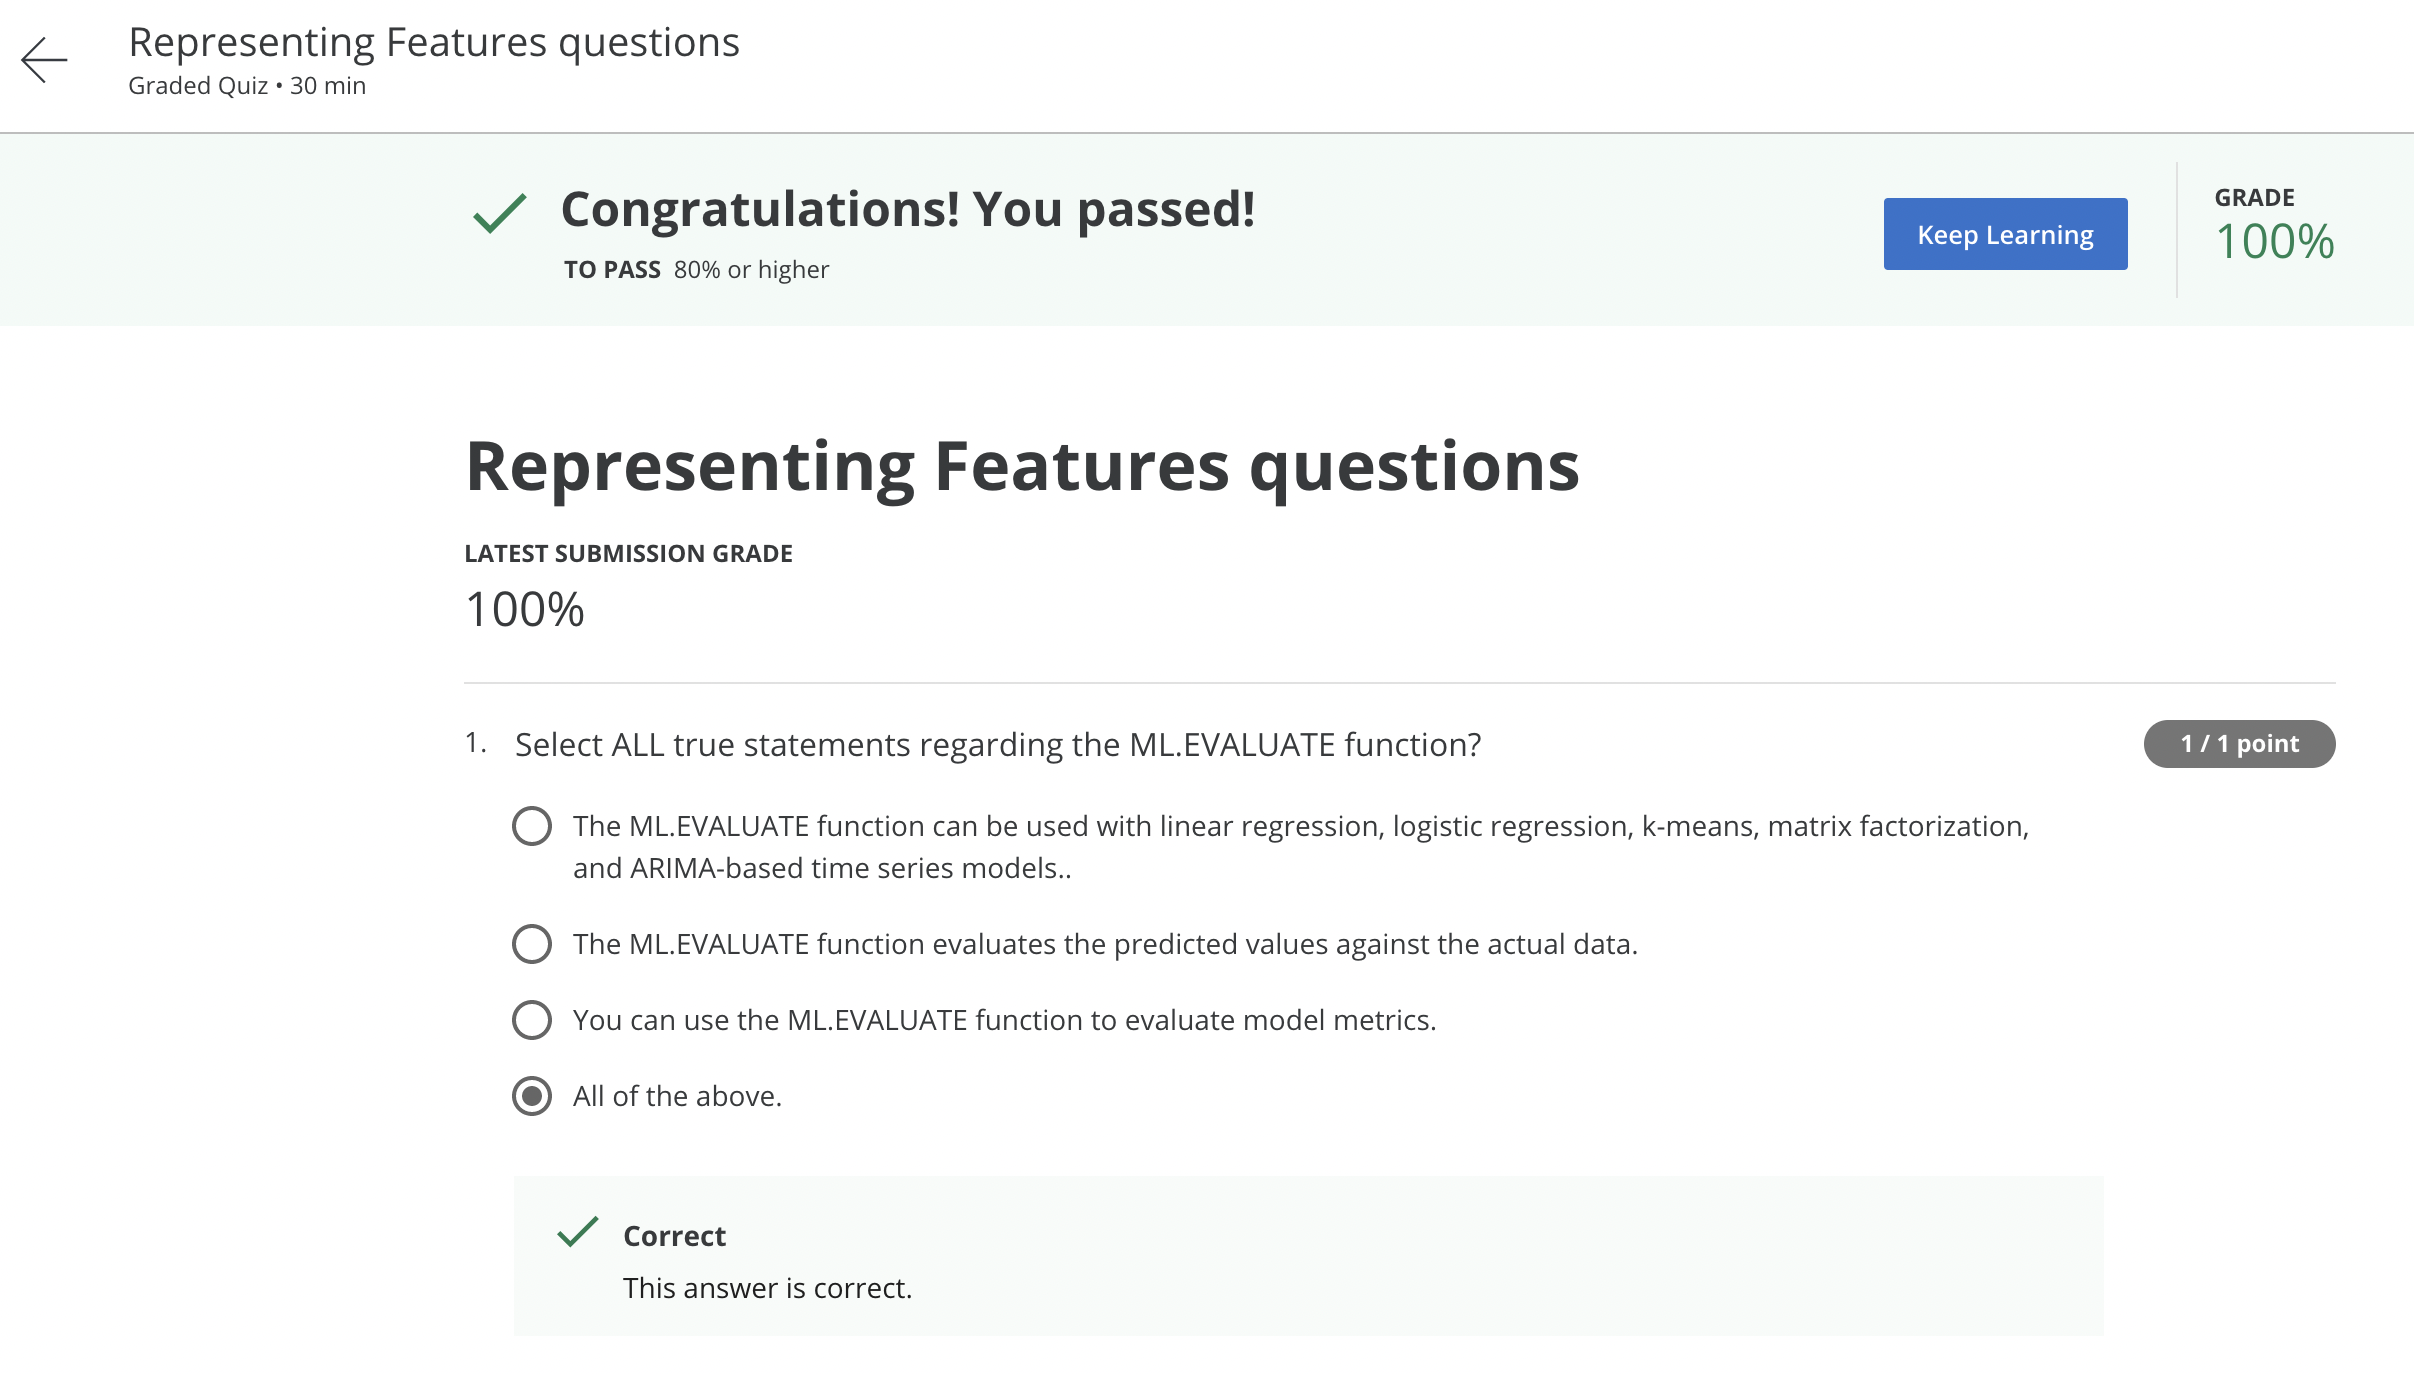 Representing Features questions
Graded Quiz • 30 min
Congratulations! You passed!
TO PASS 80% or higher
Keep Learning
GRADE
100%
Representing Features questions
LATEST SUBMISSION GRADE
100%
1. Select ALL true statements regarding the ML.EVALUATE function?
1 / 1 point
The ML.EVALUATE function can be used with linear regression, logistic regression, k-means, matrix factorization,
and ARIMA-based time series models..
The ML.EVALUATE function evaluates the predicted values against the actual data.
You can use the ML.EVALUATE function to evaluate model metrics.
All of the above.
Correct
This answer is correct.